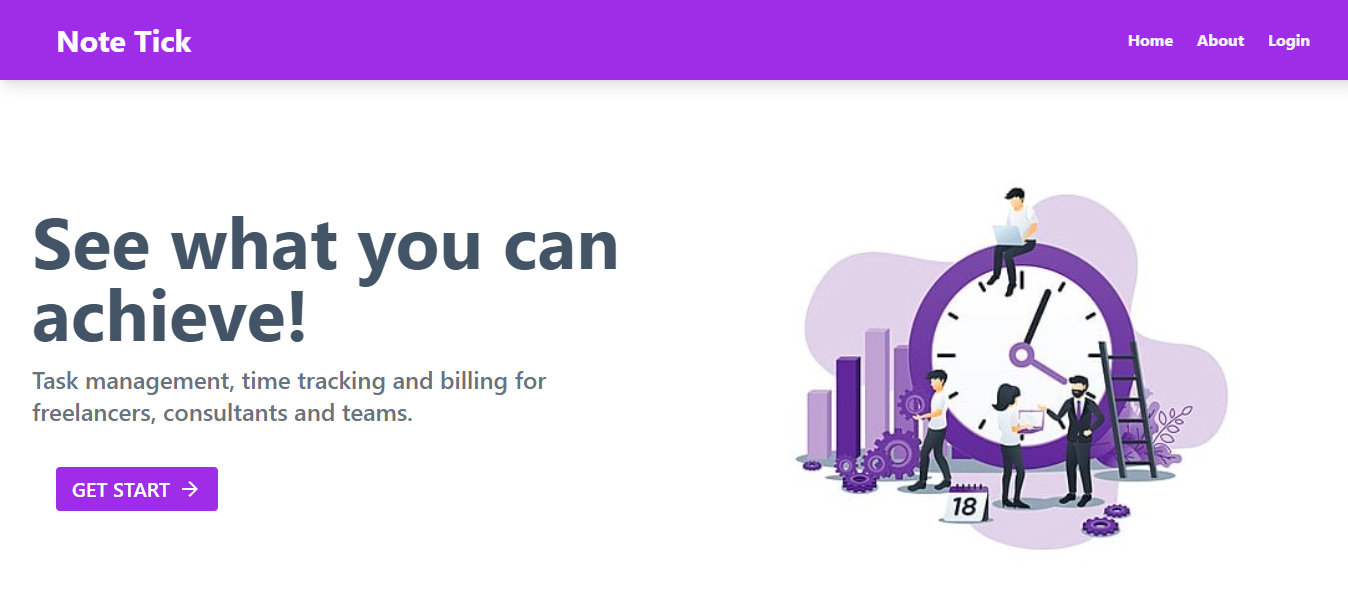 Note Tick
Home About Login
See what you can
achieve!
Task management, time tracking and billing for
freelancers, consultants and teams.
GET START →
18